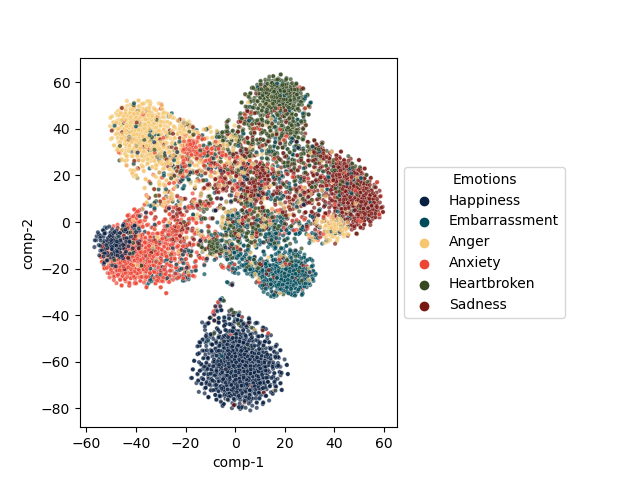 60
40
20
0
−20
−40
−60
−80
comp-2
−60 −40 −20 0 20 40 60
comp-1
Emotions
Happiness
Embarrassment
Anger
Anxiety
Heartbroken
Sadness